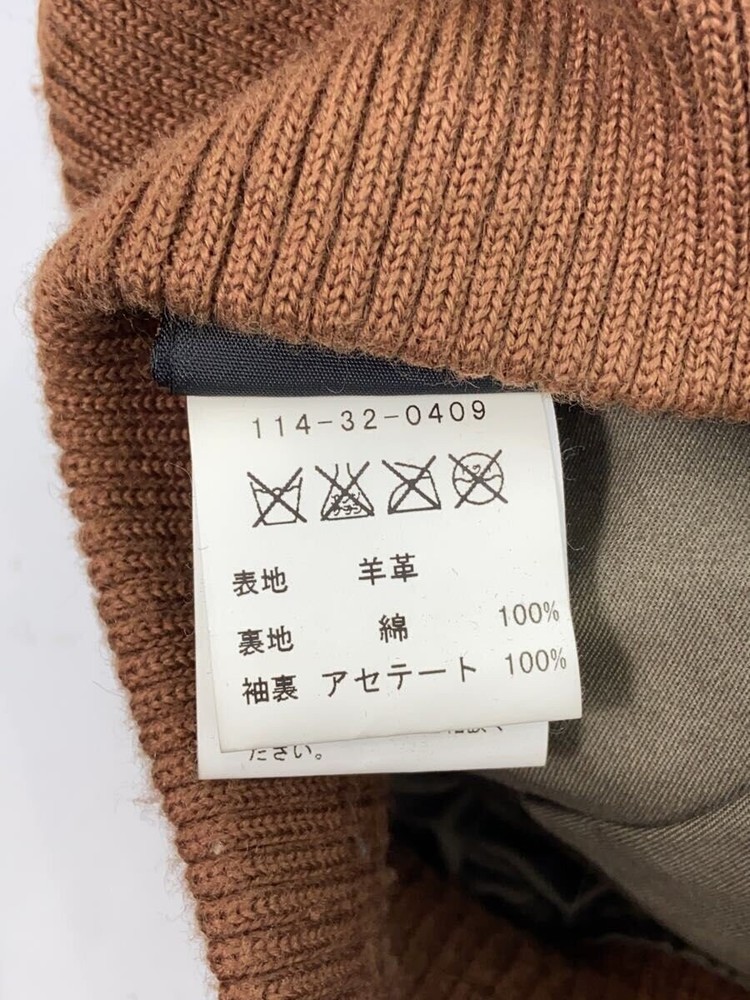 114-32-0409
表地 羊革
裏地 綿 100%
袖裏 アセテート 100%
ださい。